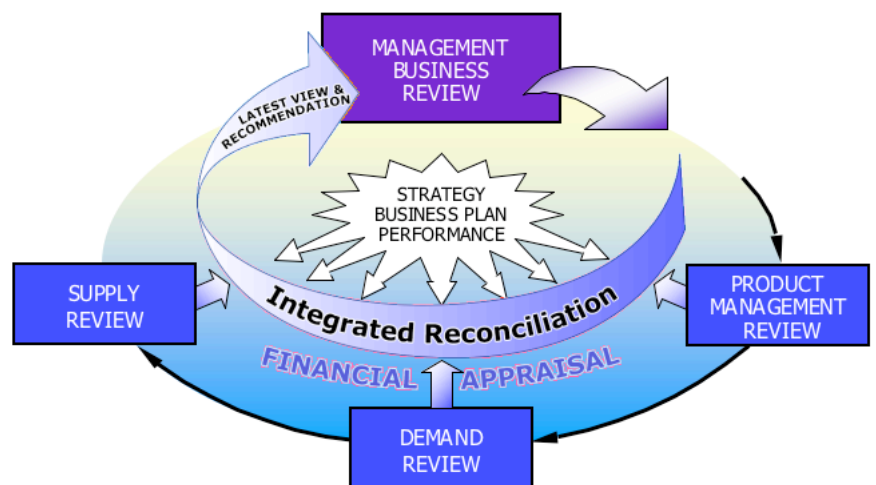 MANAGEMENT
BUSINESS
REVIEW
LATEST VIEW &
RECOMMENDATION
STRATEGY
BUSINESS PLAN
PERFORMANCE
SUPPLY
REVIEW
PRODUCT
MANAGEMENT
REVIEW
Integrated Reconciliation
FINANCIAL APPRAISAL
DEMAND
REVIEW